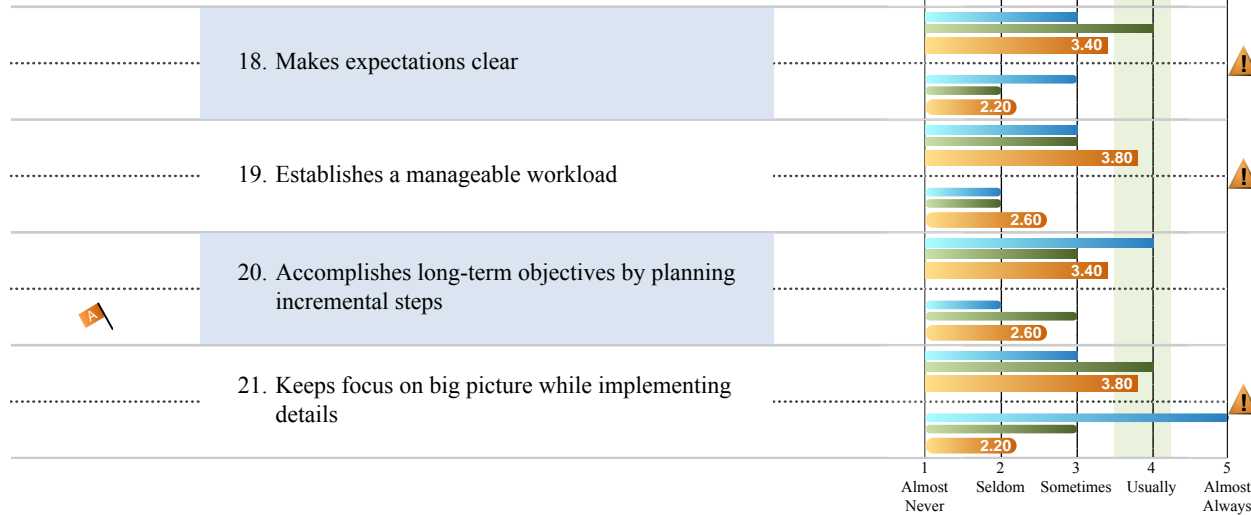 18. Makes expectations clear
3.40
2.20
19. Establishes a manageable workload
3.80
2.60
20. Accomplishes long-term objectives by planning
incremental steps
3.40
A
2.60
21. Keeps focus on big picture while implementing
details
3.80
2.20
1 2 3 4 5
Almost Seldom Sometimes Usually Almost
Never Always
! ! !